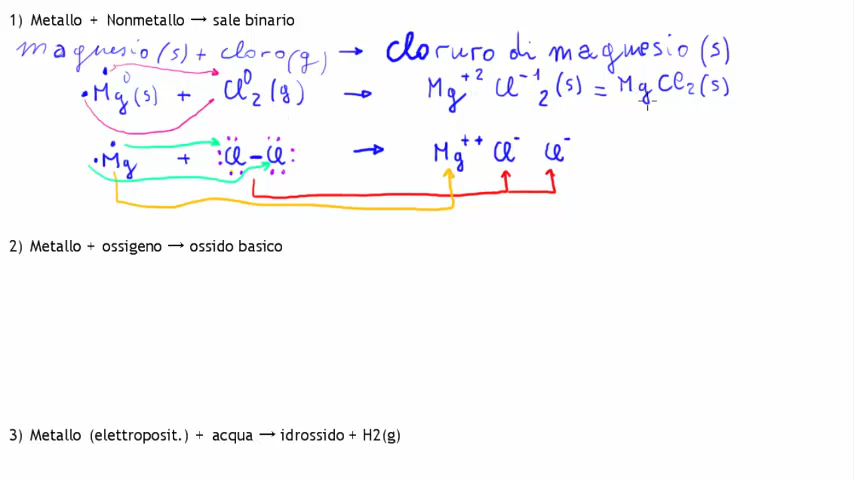 1) Metallo + Nonmetallo → sale binario
magnesio(s) + cloro(g) → cloruro di magnesio (s)
Mg⁰(s) + Cl⁰₂(g) → Mg⁺² Cl⁻¹₂(s) = MgCl₂(s)
Mg + Cl – Cl → Mg⁺⁺ Cl⁻ Cl⁻
2) Metallo + ossigeno → ossido basico
3) Metallo (elettroposit.) + acqua → idrossido + H2(g)